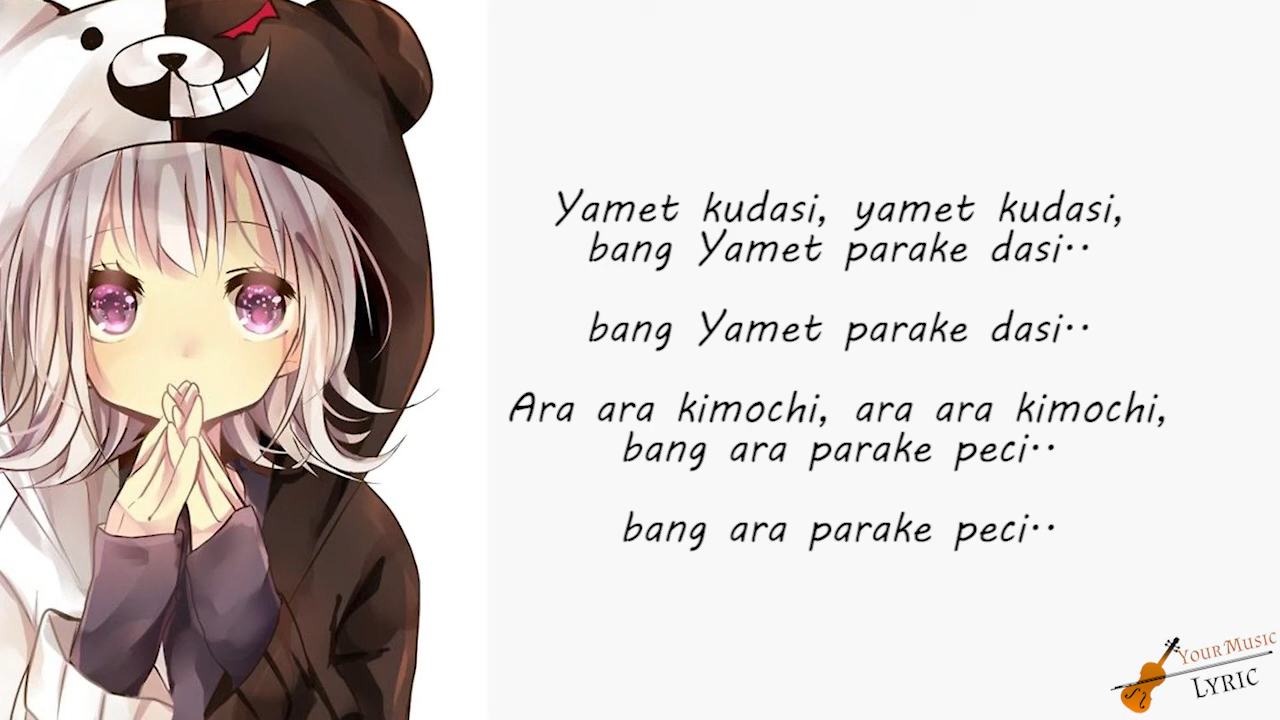 Yamet kudasi, yamet kudasi,
bang Yamet parake dasi..
bang Yamet parake dasi..
Ara ara kimochi, ara ara kimochi,
bang ara parake peci..
bang ara parake peci..
YOUR MUSIC
LYRIC